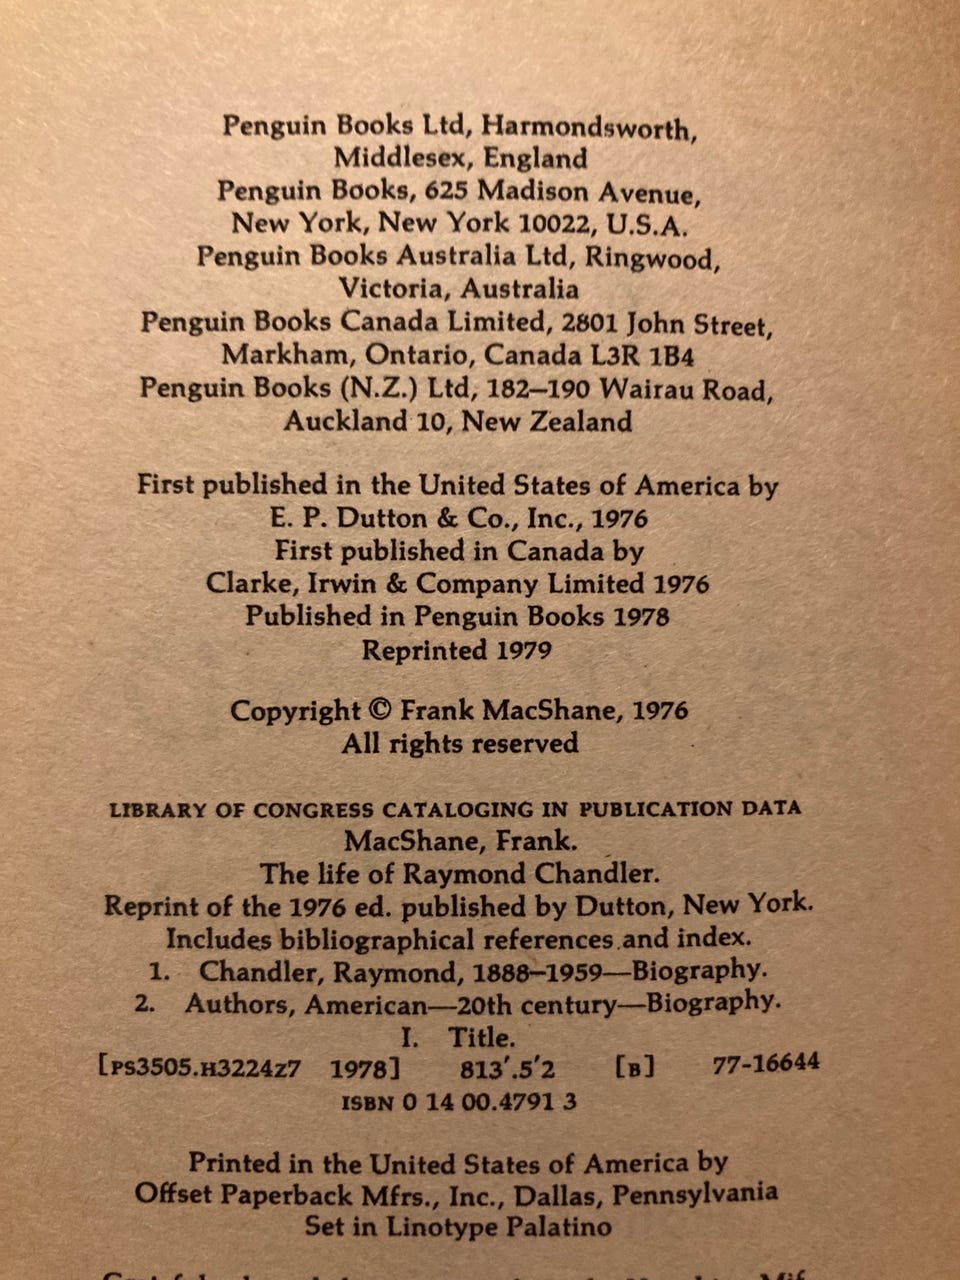 Penguin Books Ltd, Harmondsworth,
Middlesex, England
Penguin Books, 625 Madison Avenue,
New York, New York 10022, U.S.A.
Penguin Books Australia Ltd, Ringwood,
Victoria, Australia
Penguin Books Canada Limited, 2801 John Street,
Markham, Ontario, Canada L3R 1B4
Penguin Books (N.Z.) Ltd, 182–190 Wairau Road,
Auckland 10, New Zealand
First published in the United States of America by
E. P. Dutton & Co., Inc., 1976
First published in Canada by
Clarke, Irwin & Company Limited 1976
Published in Penguin Books 1978
Reprinted 1979
Copyright © Frank MacShane, 1976
All rights reserved
LIBRARY OF CONGRESS CATALOGING IN PUBLICATION DATA
MacShane, Frank.
The life of Raymond Chandler.
Reprint of the 1976 ed. published by Dutton, New York.
Includes bibliographical references and index.
1. Chandler, Raymond, 1888–1959—Biography.
2. Authors, American—20th century—Biography.
I. Title.
[PS3505.H3224Z7 1978] 813′.5′2 [B] 77-16644
ISBN 0 14 00.4791 3
Printed in the United States of America by
Offset Paperback Mfrs., Inc., Dallas, Pennsylvania
Set in Linotype Palatino